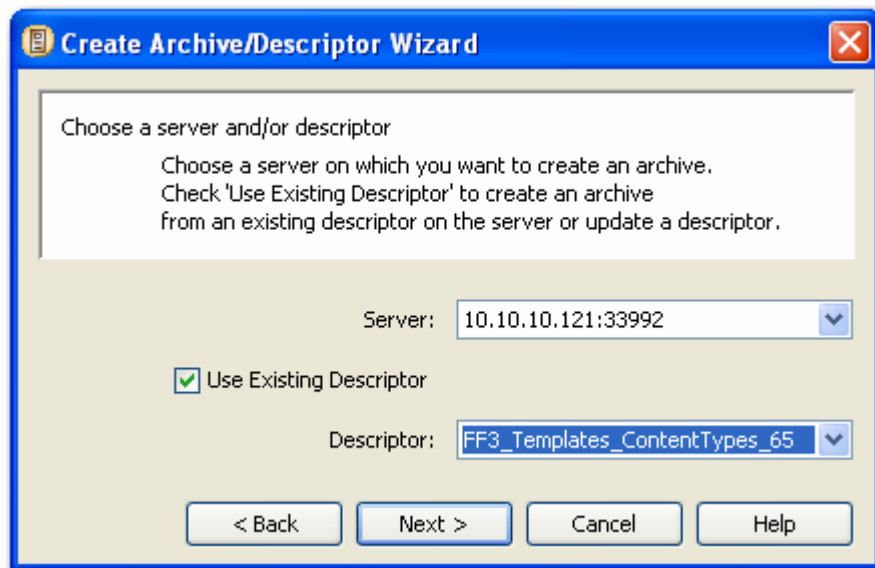 Create Archive/Descriptor Wizard
Choose a server and/or descriptor
Choose a server on which you want to create an archive.
Check 'Use Existing Descriptor' to create an archive
from an existing descriptor on the server or update a descriptor.
Server: 10.10.10.121:33992
Use Existing Descriptor
Descriptor: FF3_Templates_ContentTypes_65
< Back Next > Cancel Help